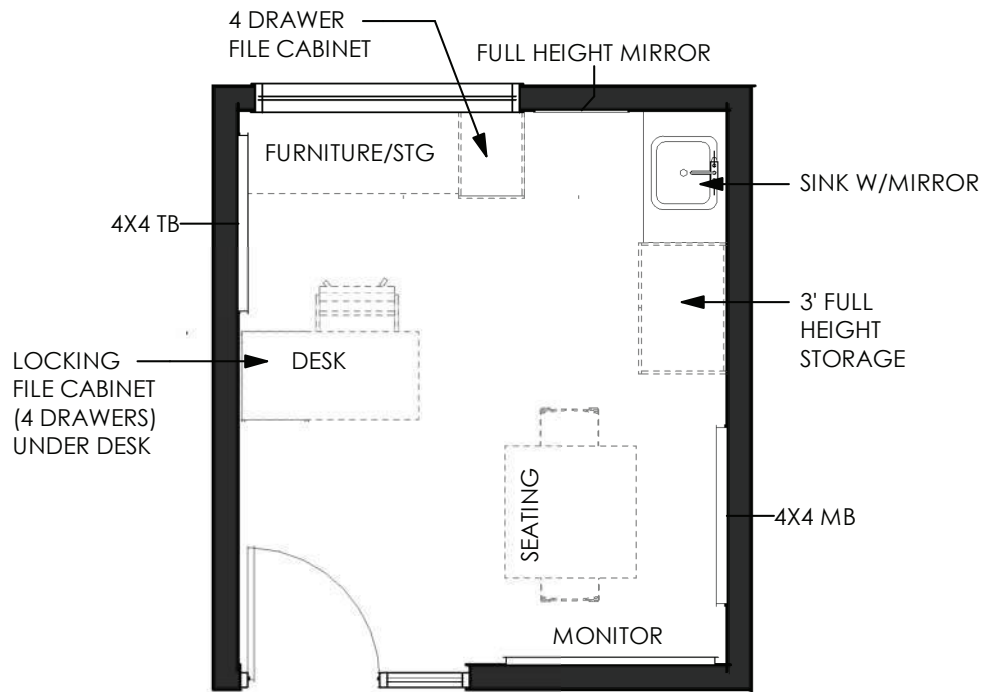 4 DRAWER
FILE CABINET
FULL HEIGHT MIRROR
FURNITURE/STG
SINK W/MIRROR
4X4 TB
3' FULL
HEIGHT
STORAGE
LOCKING
FILE CABINET
(4 DRAWERS)
UNDER DESK
DESK
SEATING
4X4 MB
MONITOR